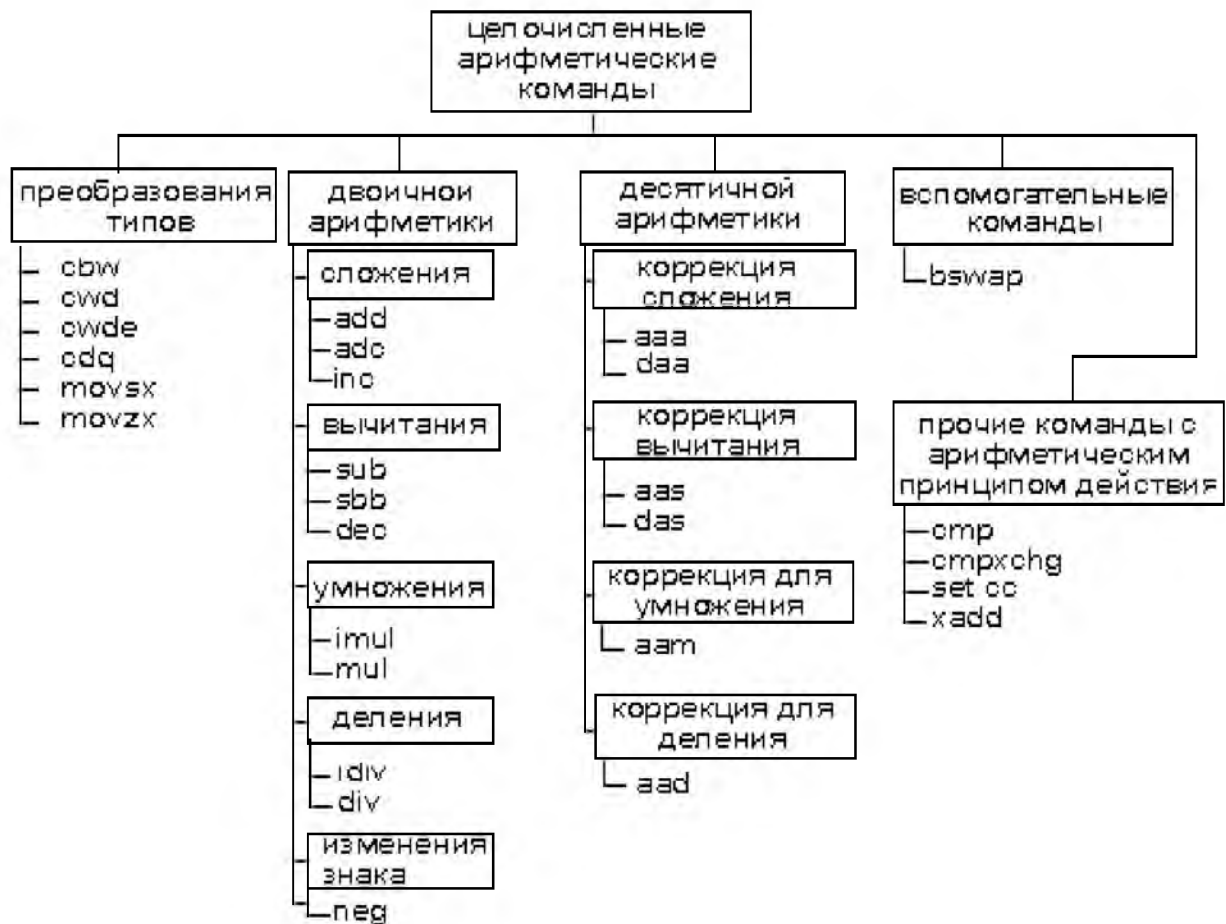 целочисленные
арифметические
команды
преобразования
типов
cbw
cwd
cwde
cdq
movsx
movzx
двоичной
арифметики
сложения
add
adc
inc
вычитания
sub
sbb
dec
умножения
imul
mul
деления
idiv
div
изменения
знака
neg
десятичной
арифметики
коррекция
сложения
aaa
daa
коррекция
вычитания
aas
das
коррекция для
умножения
aam
коррекция для
деления
aad
вспомогательные
команды
bswap
прочие команды с
арифметическим
принципом действия
cmp
cmpxchg
set cc
xadd